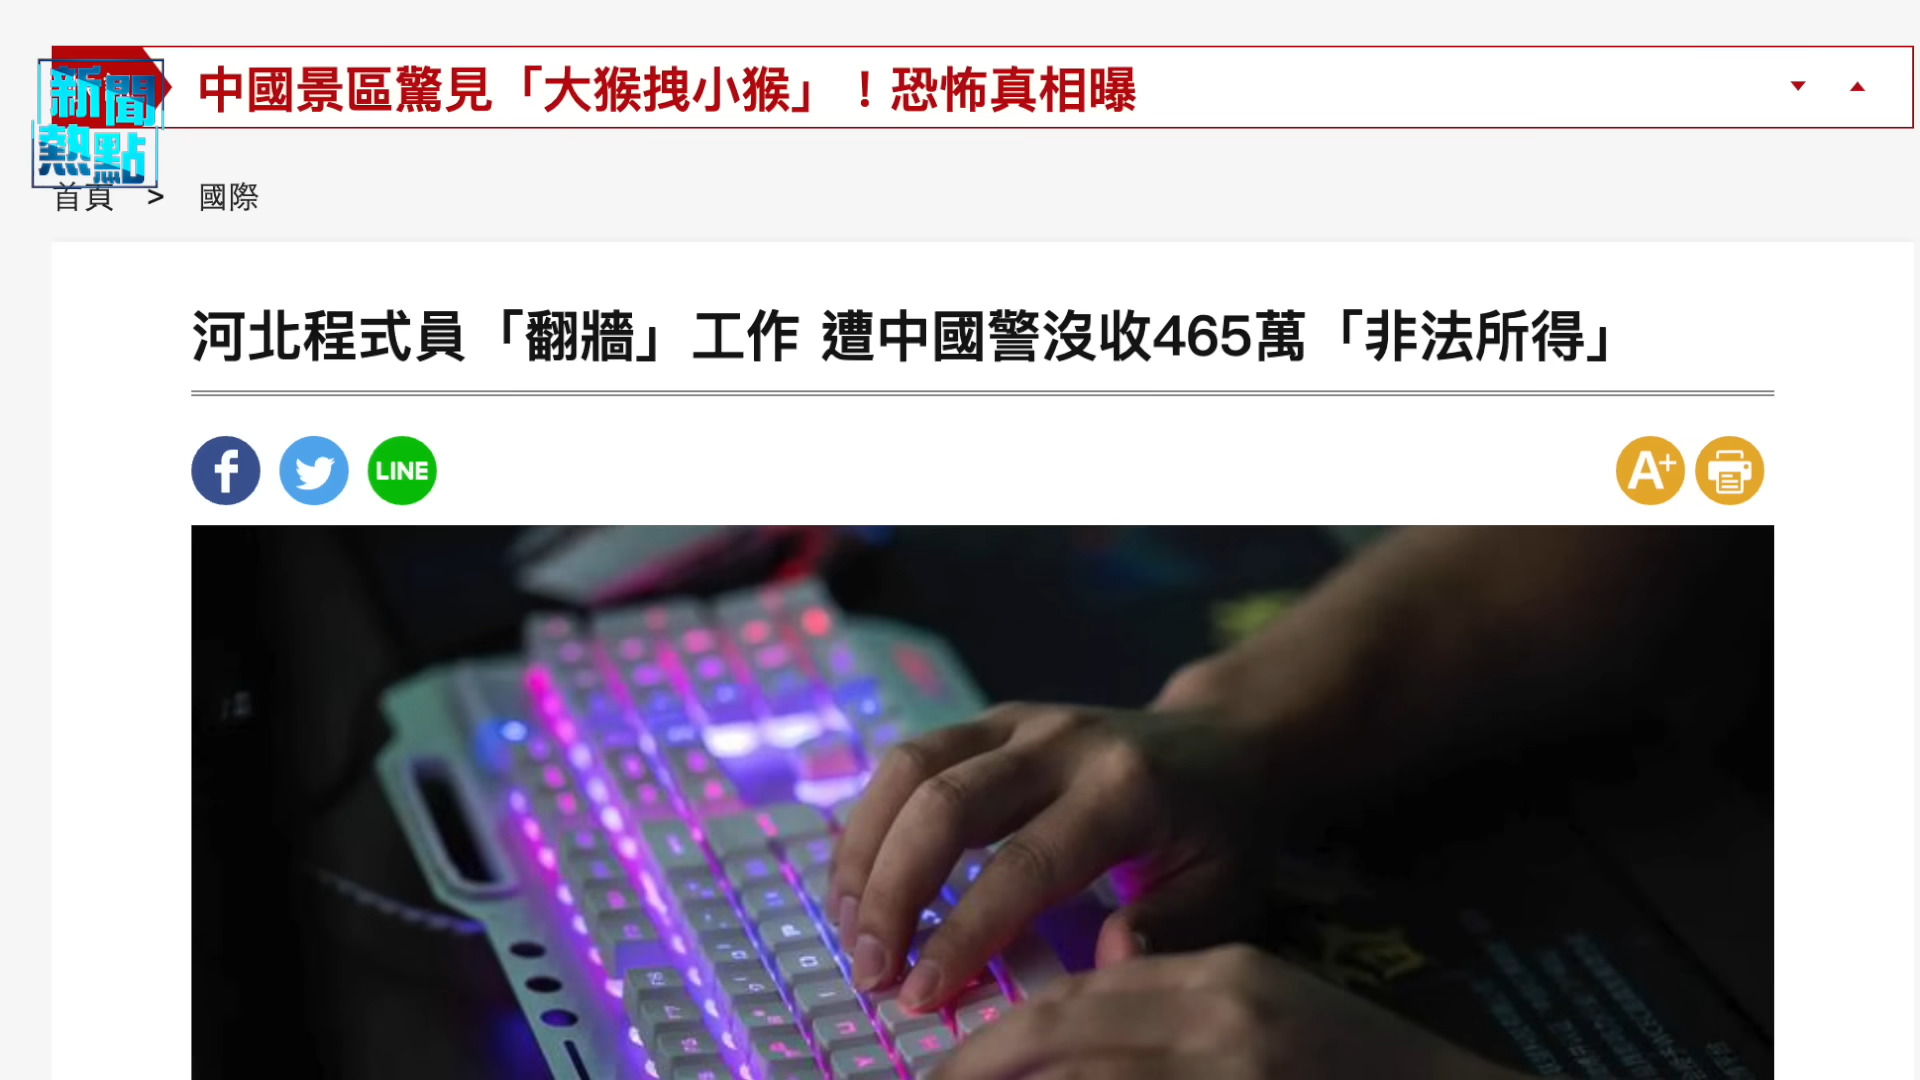 中國景區驚見「大猴拽小猴」！恐怖真相曝
新聞
熱點
首頁 > 國際
河北程式員「翻牆」工作 遭中國警沒收465萬「非法所得」
f
LINE
A+